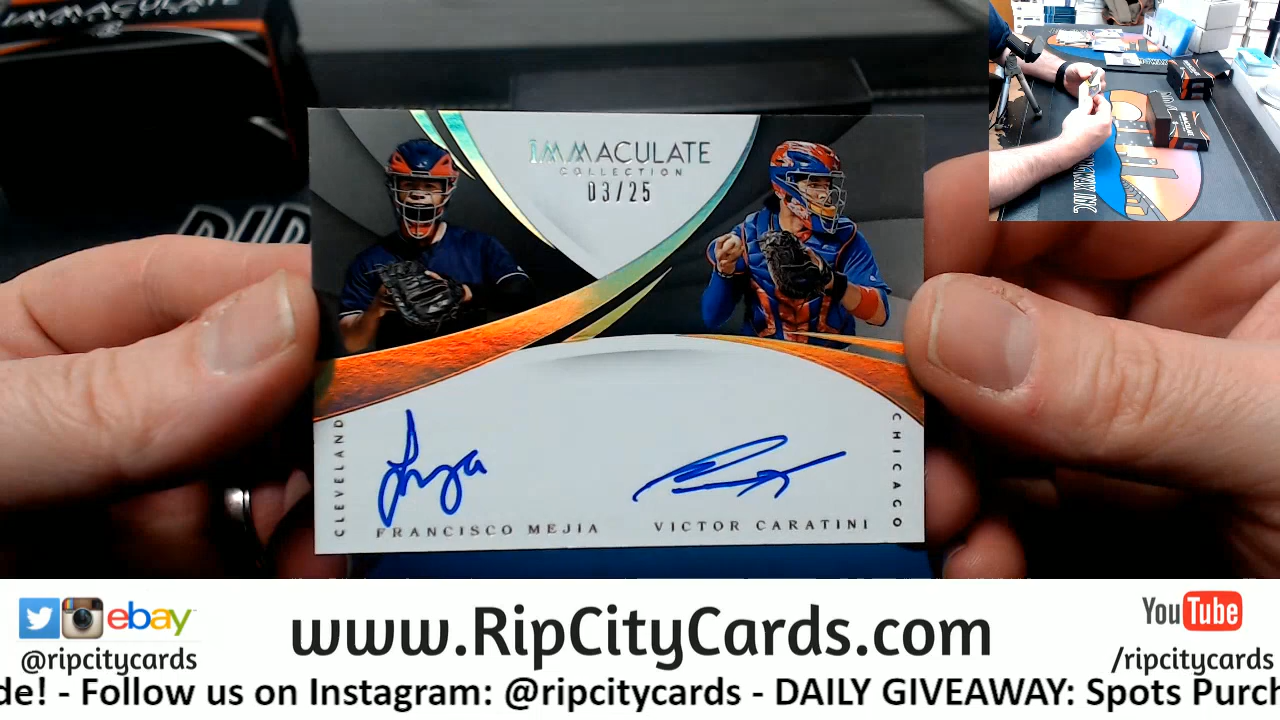 IMMACULATE
IMMACULATE
COLLECTION
03/25
CLEVELAND
CHICAGO
FRANCISCO MEJIA
VICTOR CARATINI
ebay
@ripcitycards
www.RipCityCards.com
YouTube
/ripcitycards
de! - Follow us on Instagram: @ripcitycards - DAILY GIVEAWAY: Spots Purch